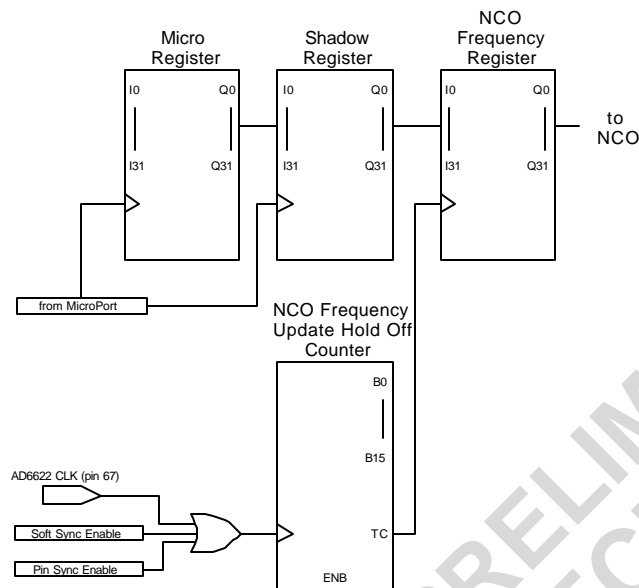 Micro
Register
Shadow
Register
NCO
Frequency
Register
I0
Q0
I0
Q0
I0
Q0
to
NCO
I31
Q31
I31
Q31
I31
Q31
from MicroPort
NCO Frequency
Update Hold Off
Counter
B0
B15
AD6622 CLK (pin 67)
Soft Sync Enable
TC
Pin Sync Enable
ENB